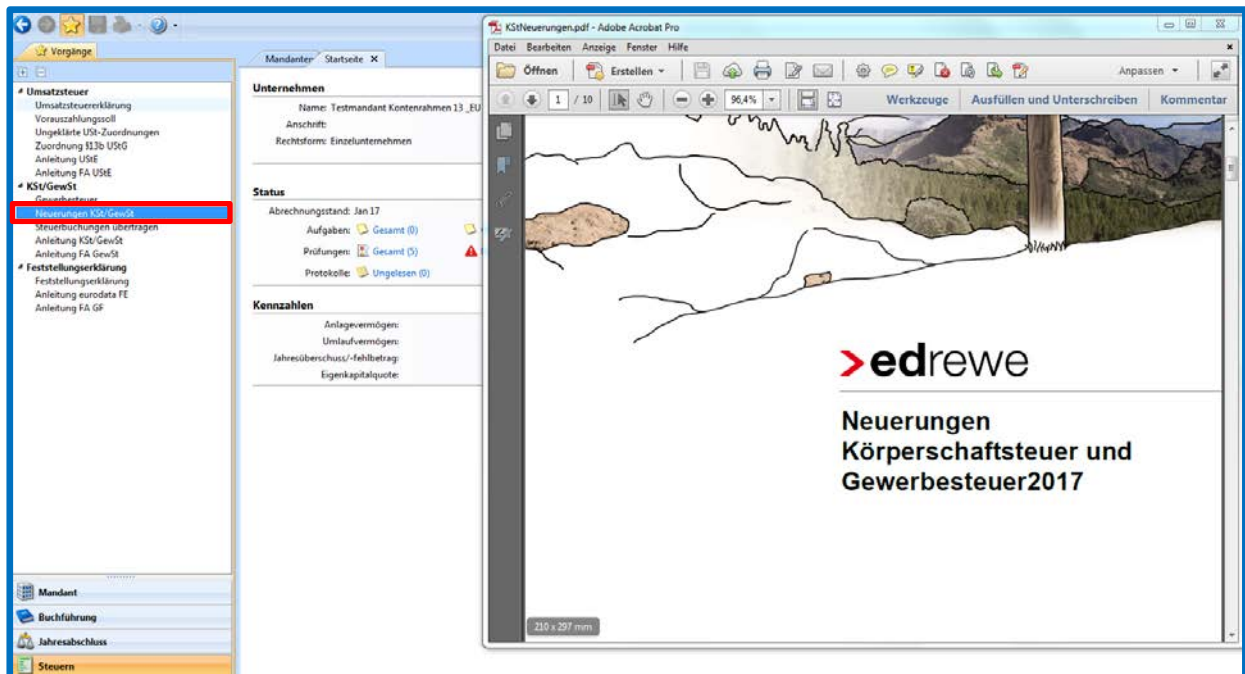 Vorgänge
Umsatzsteuer
Umsatzsteuererklärung
Vorauszahlungssoll
Ungeklärte USt-Zuordnungen
Zuordnung §13b UStG
Anleitung UStE
Anleitung FA UStE
KSt/GewSt
Gewerbesteuer
Neuerungen KSt/GewSt
Steuerbuchungen übertragen
Anleitung KSt/GewSt
Anleitung FA GewSt
Feststellungserklärung
Feststellungserklärung
Anleitung eurodata FE
Anleitung FA GF
Mandant
Buchführung
Jahresabschluss
Steuern
Mandanten Startseite
Unternehmen
Name: Testmandant Kontenrahmen 13 _EU
Anschrift:
Rechtsform: Einzelunternehmen
Status
Abrechnungsstand: Jan 17
Aufgaben: Gesamt (0)
Prüfungen: Gesamt (5)
Protokolle: Ungelesen (0)
Kennzahlen
Anlagevermögen:
Umlaufvermögen:
Jahresüberschuss/-fehlbetrag:
Eigenkapitalquote:
KStNeuerungen.pdf - Adobe Acrobat Pro
Datei Bearbeiten Anzeige Fenster Hilfe
Öffnen Erstellen Anpassen
1 / 10 96,4% Werkzeuge Ausfüllen und Unterschreiben Kommentar
edrewe
Neuerungen
Körperschaftsteuer und
Gewerbesteuer2017
210 x 297 mm